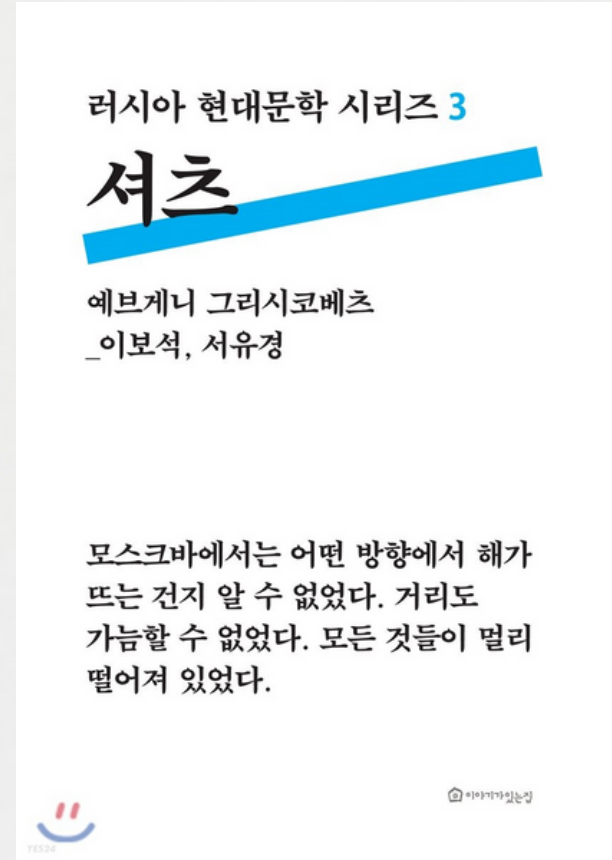 러시아 현대문학 시리즈 3
셔츠
예브게니 그리시코베츠
_이보석, 서유경
모스크바에서는 어떤 방향에서 해가
뜨는 건지 알 수 없었다. 거리도
가늠할 수 없었다. 모든 것들이 멀리
떨어져 있었다.
이야기가있는집
YES24